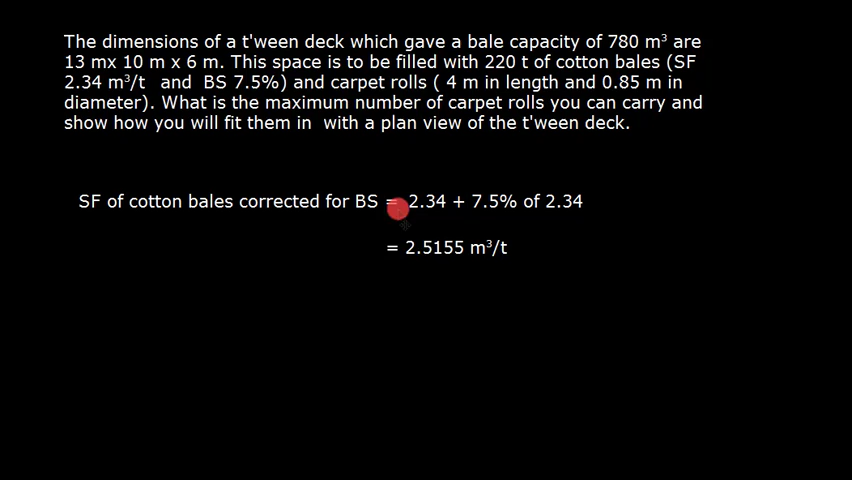 The dimensions of a t'ween deck which gave a bale capacity of 780 m³ are
13 mx 10 m x 6 m. This space is to be filled with 220 t of cotton bales (SF
2.34 m³/t and BS 7.5%) and carpet rolls ( 4 m in length and 0.85 m in
diameter). What is the maximum number of carpet rolls you can carry and
show how you will fit them in with a plan view of the t'ween deck.
SF of cotton bales corrected for BS = 2.34 + 7.5% of 2.34
= 2.5155 m³/t